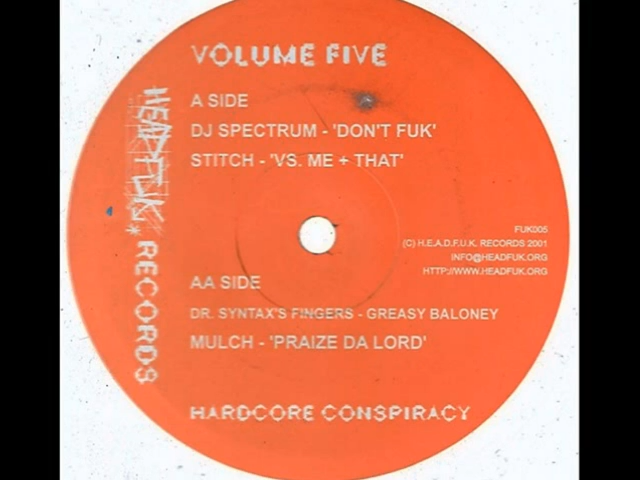 VOLUME FIVE
A SIDE
DJ SPECTRUM - 'DON'T FUK'
STITCH - 'VS. ME + THAT'
HEADFUK* RECORDS
FUK005
(C) H.E.A.D.F.U.K. RECORDS 2001
INFO@HEADFUK.ORG
HTTP://WWW.HEADFUK.ORG
AA SIDE
DR. SYNTAX'S FINGERS - GREASY BALONEY
MULCH - 'PRAIZE DA LORD'
HARDCORE CONSPIRACY